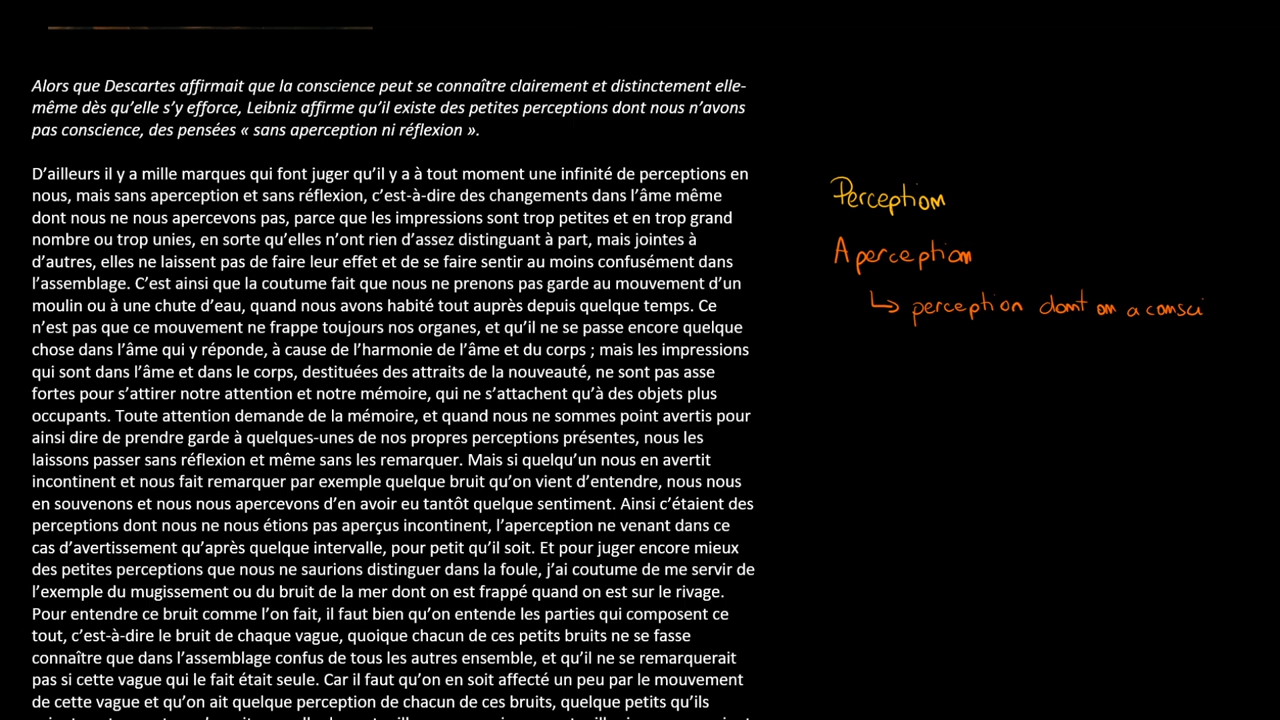 Alors que Descartes affirmait que la conscience peut se connaître clairement et distinctement elle-
même dès qu’elle s’y efforce, Leibniz affirme qu’il existe des petites perceptions dont nous n’avons
pas conscience, des pensées « sans aperception ni réflexion ».
D’ailleurs il y a mille marques qui font juger qu’il y a à tout moment une infinité de perceptions en
nous, mais sans aperception et sans réflexion, c’est-à-dire des changements dans l’âme même
dont nous ne nous apercevons pas, parce que les impressions sont trop petites et en trop grand
nombre ou trop unies, en sorte qu’elles n’ont rien d’assez distinguant à part, mais jointes à
d’autres, elles ne laissent pas de faire leur effet et de se faire sentir au moins confusément dans
l’assemblage. C’est ainsi que la coutume fait que nous ne prenons pas garde au mouvement d’un
moulin ou à une chute d’eau, quand nous avons habité tout auprès depuis quelque temps. Ce
n’est pas que ce mouvement ne frappe toujours nos organes, et qu’il ne se passe encore quelque
chose dans l’âme qui y réponde, à cause de l’harmonie de l’âme et du corps ; mais les impressions
qui sont dans l’âme et dans le corps, destituées des attraits de la nouveauté, ne sont pas asse
fortes pour s’attirer notre attention et notre mémoire, qui ne s’attachent qu’à des objets plus
occupants. Toute attention demande de la mémoire, et quand nous ne sommes point avertis pour
ainsi dire de prendre garde à quelques-unes de nos propres perceptions présentes, nous les
laissons passer sans réflexion et même sans les remarquer. Mais si quelqu’un nous en avertit
incontinent et nous fait remarquer par exemple quelque bruit qu’on vient d’entendre, nous nous
en souvenons et nous nous apercevons d’en avoir eu tantôt quelque sentiment. Ainsi c’étaient des
perceptions dont nous ne nous étions pas aperçus incontinent, l’aperception ne venant dans ce
cas d’avertissement qu’après quelque intervalle, pour petit qu’il soit. Et pour juger encore mieux
des petites perceptions que nous ne saurions distinguer dans la foule, j’ai coutume de me servir de
l’exemple du mugissement ou du bruit de la mer dont on est frappé quand on est sur le rivage.
Pour entendre ce bruit comme l’on fait, il faut bien qu’on entende les parties qui composent ce
tout, c’est-à-dire le bruit de chaque vague, quoique chacun de ces petits bruits ne se fasse
connaître que dans l’assemblage confus de tous les autres ensemble, et qu’il ne se remarquerait
pas si cette vague qui le fait était seule. Car il faut qu’on en soit affecté un peu par le mouvement
de cette vague et qu’on ait quelque perception de chacun de ces bruits, quelque petits qu’ils
Perception
Aperception
↳ perception dont on a consci